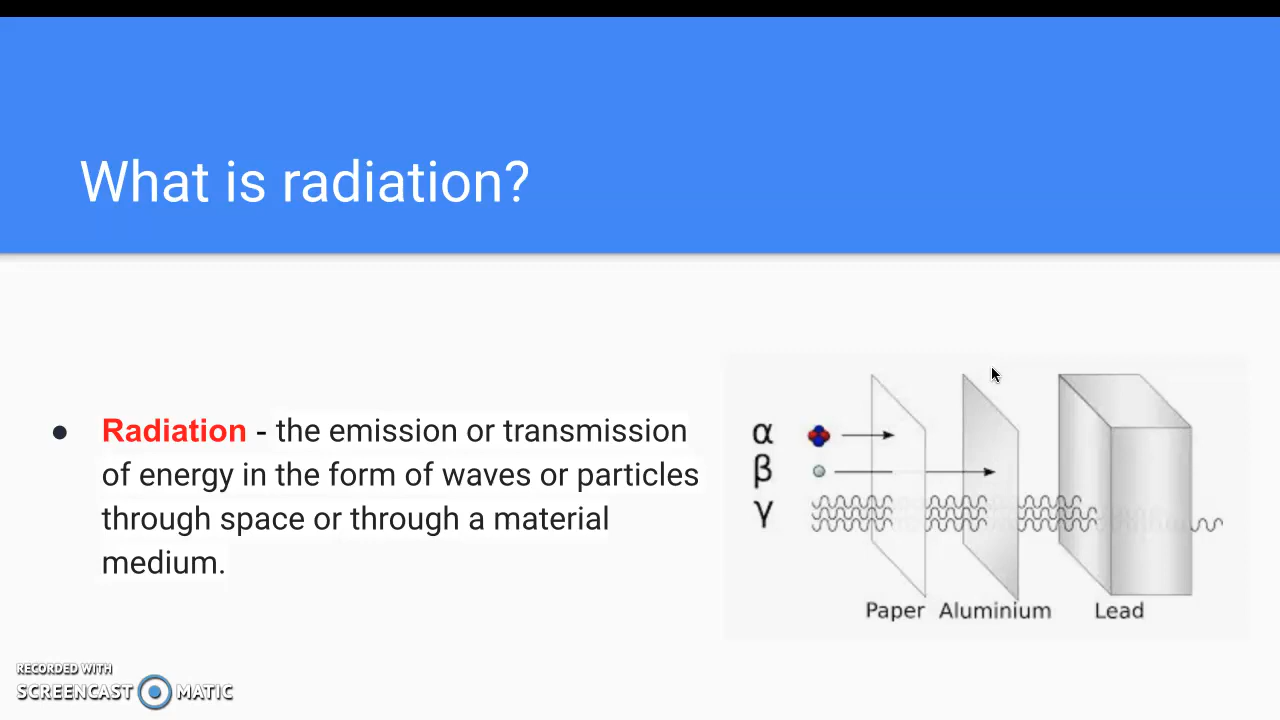 What is radiation?
● Radiation - the emission or transmission
of energy in the form of waves or particles
through space or through a material
medium.
α
β
γ
Paper Aluminium Lead
RECORDED WITH
SCREENCAST MATIC